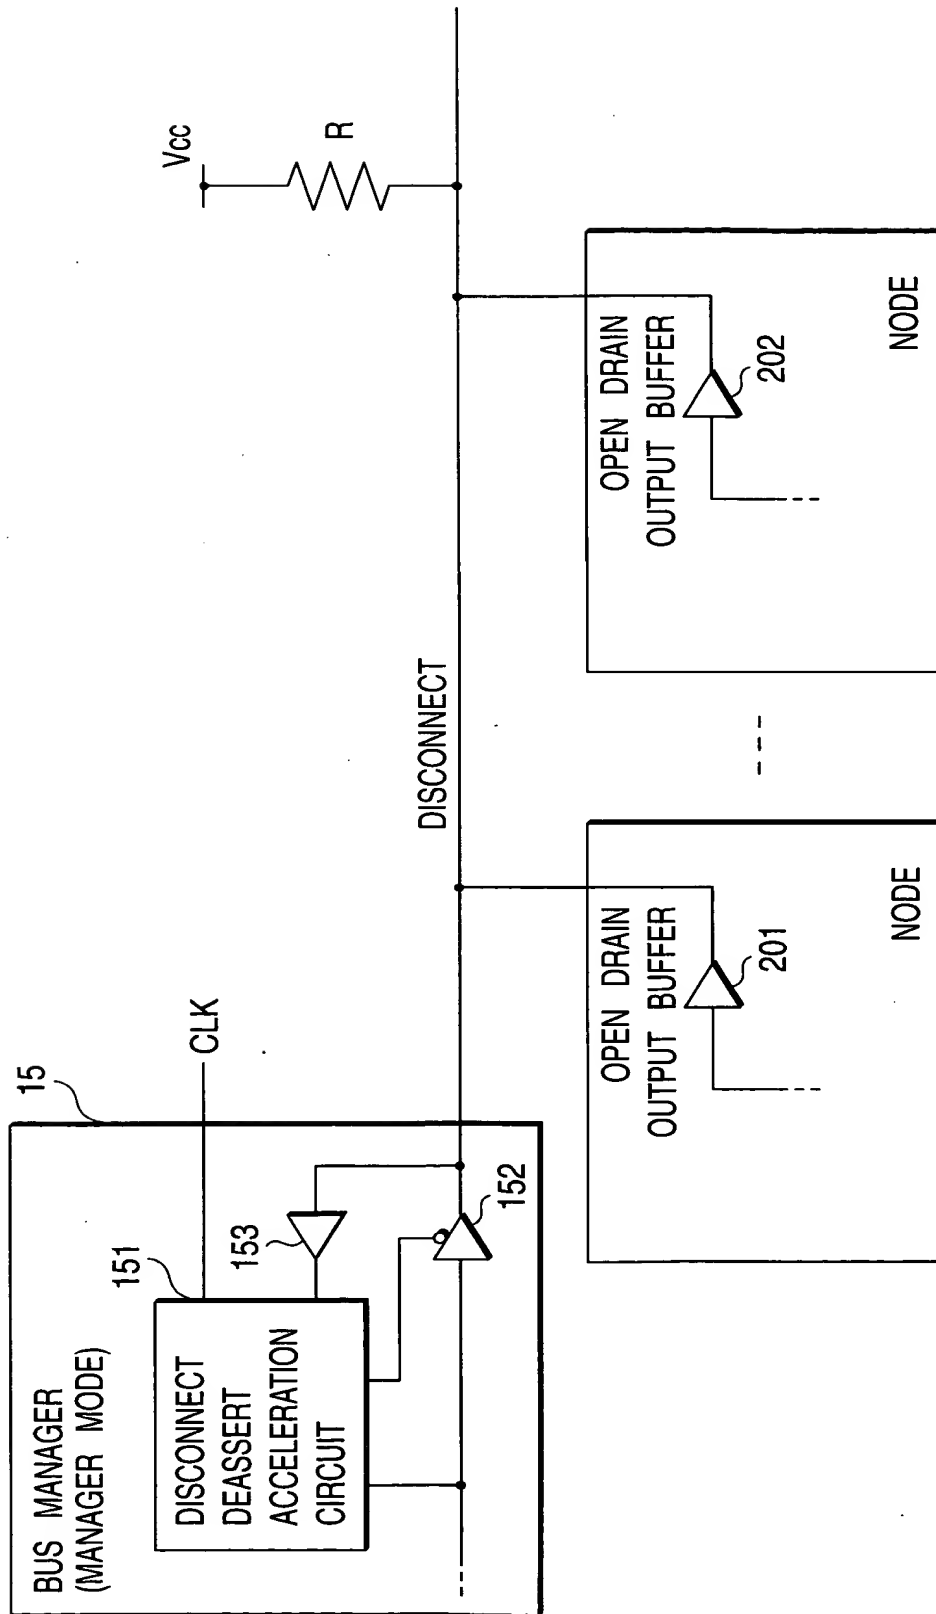 BUS MANAGER
(MANAGER MODE)
15
151
DISCONNECT
DEASSERT
ACCELERATION
CIRCUIT
153
152
CLK
DISCONNECT
Vcc
R
OPEN DRAIN
OUTPUT BUFFER
201
NODE
OPEN DRAIN
OUTPUT BUFFER
202
NODE